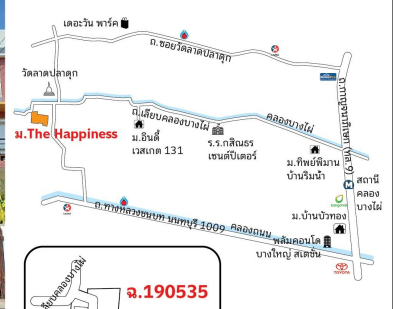 เดอะวัน พาร์ค
ถ.ซอยวัดลาดปลาดุก
วัดลาดปลาดุก
ถ.กาญจนาภิเษก (ทล.9)
ถ.เลียบคลองบางไผ่
คลองบางไผ่
ม.The Happiness
ม.อินดี้
เวสเกต 131
ร.ร.กสิณธร
เซนต์ปีเตอร์
ม.ทิพย์พิมาน
บ้านริมน้ำ
M
สถานี
คลอง
บางไผ่
ถ.ทางหลวงชนบท นนทบุรี 1009
คลองถนน
ม.บ้านบัวทอง
พลัมคอนโด
บางใหญ่ สเตชั่น
TOYOTA
ฉ.190535